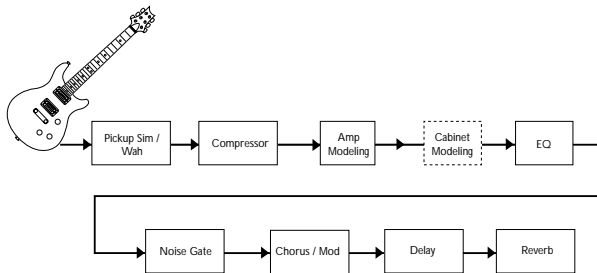 Pickup Sim /
Wah
Compressor
Amp
Modeling
Cabinet
Modeling
EQ
Noise Gate
Chorus / Mod
Delay
Reverb